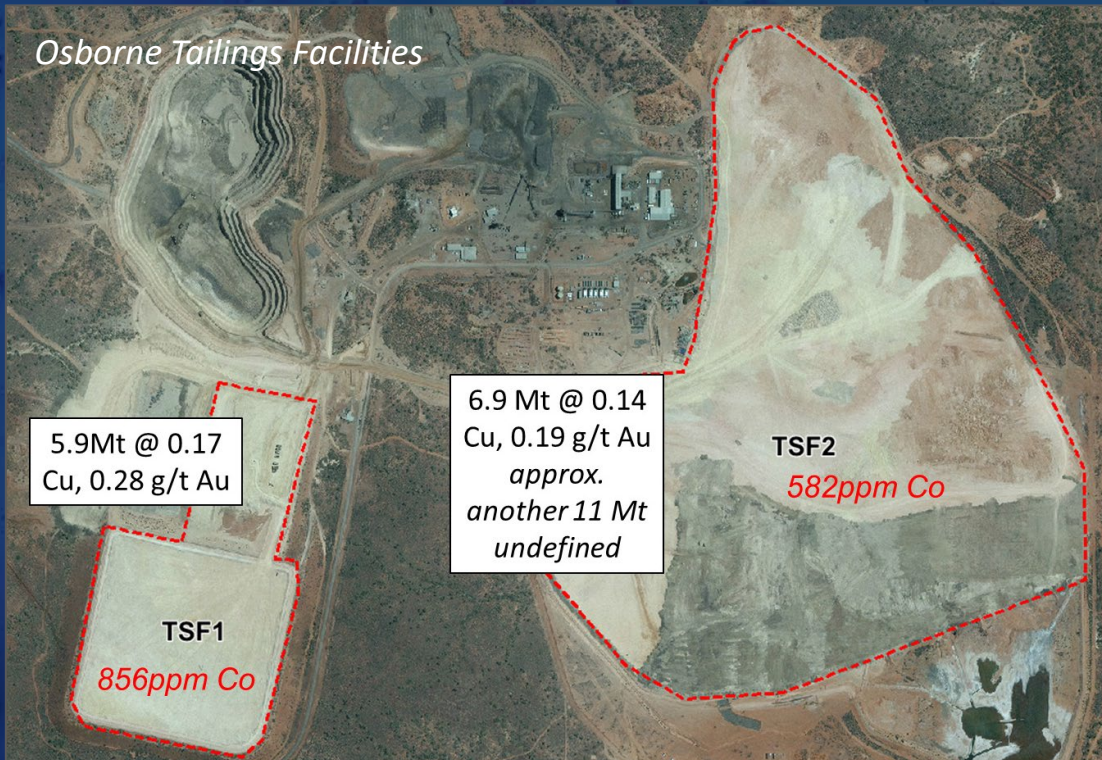 Osborne Tailings Facilities
5.9Mt @ 0.17
Cu, 0.28 g/t Au
6.9 Mt @ 0.14
Cu, 0.19 g/t Au
approx.
another 11 Mt
undefined
TSF2
582ppm Co
TSF1
856ppm Co